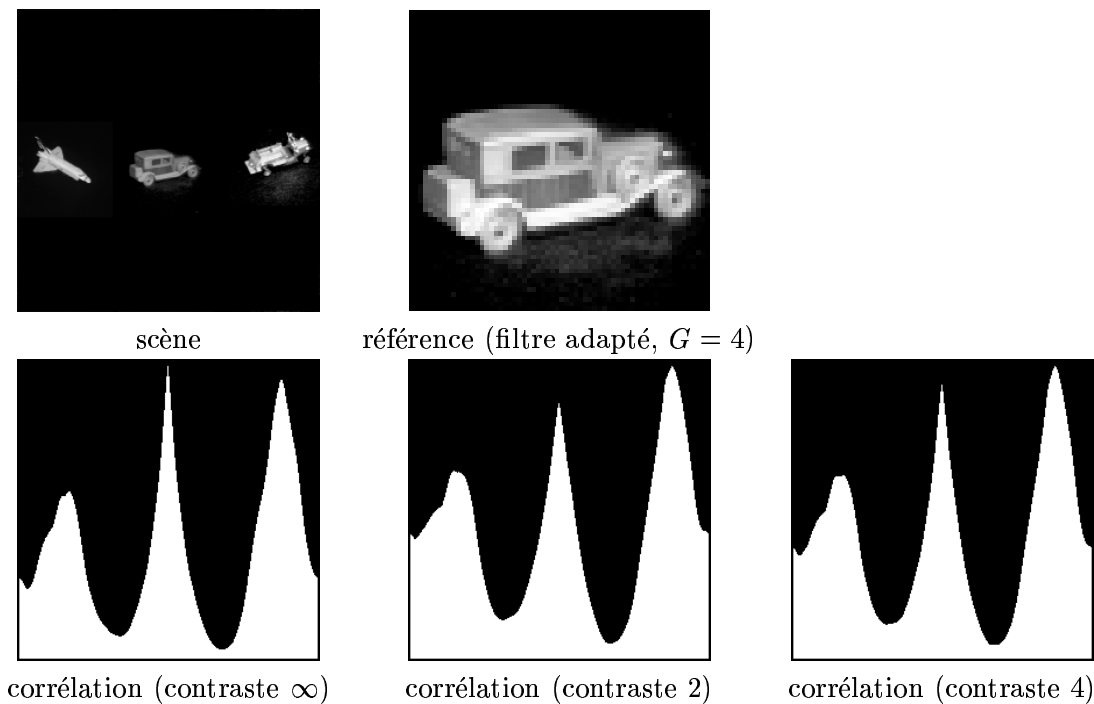 scène
référence (filtre adapté, G = 4)
corrélation (contraste ∞)
corrélation (contraste 2)
corrélation (contraste 4)